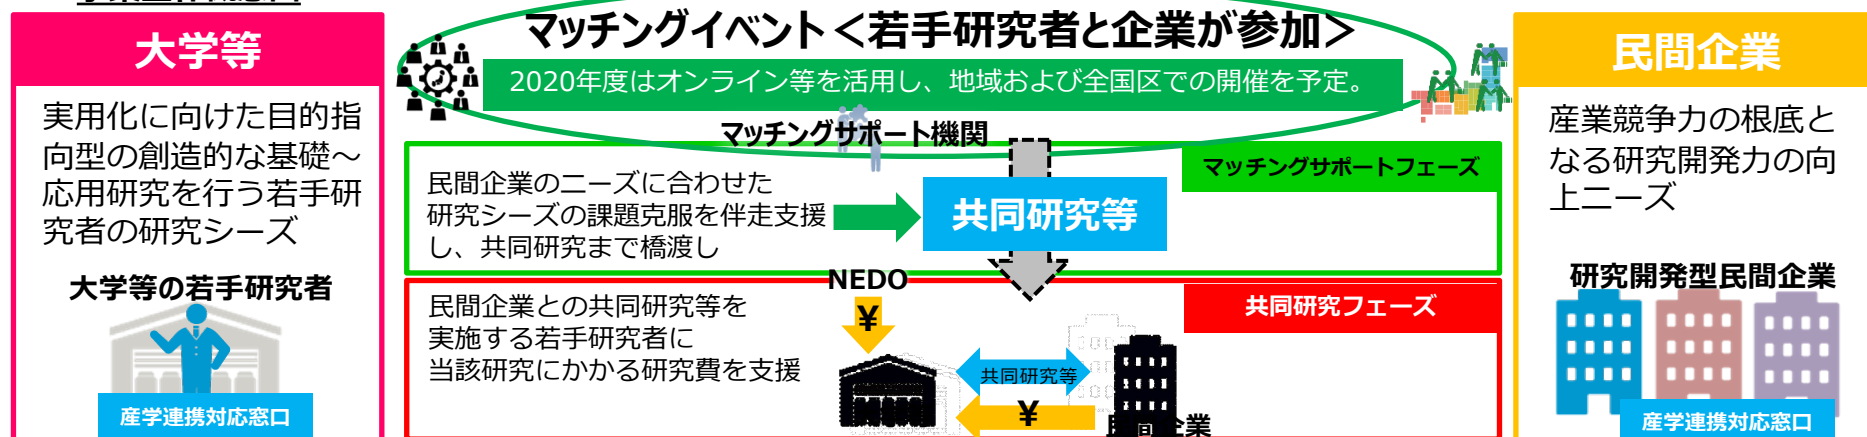 大学等
実用化に向けた目的指
向型の創造的な基礎～
応用研究を行う若手研
究者の研究シーズ
大学等の若手研究者
産学連携対応窓口
マッチングイベント＜若手研究者と企業が参加＞
2020年度はオンライン等を活用し、地域および全国区での開催を予定。
マッチングサポート機関
マッチングサポートフェーズ
民間企業のニーズに合わせた
研究シーズの課題克服を伴走支援
し、共同研究まで橋渡し
共同研究等
NEDO
¥
共同研究フェーズ
民間企業との共同研究等を
実施する若手研究者に
当該研究にかかる研究費を支援
共同研究等
¥
民間企業
民間企業
産業競争力の根底と
なる研究開発力の向
上ニーズ
研究開発型民間企業
産学連携対応窓口